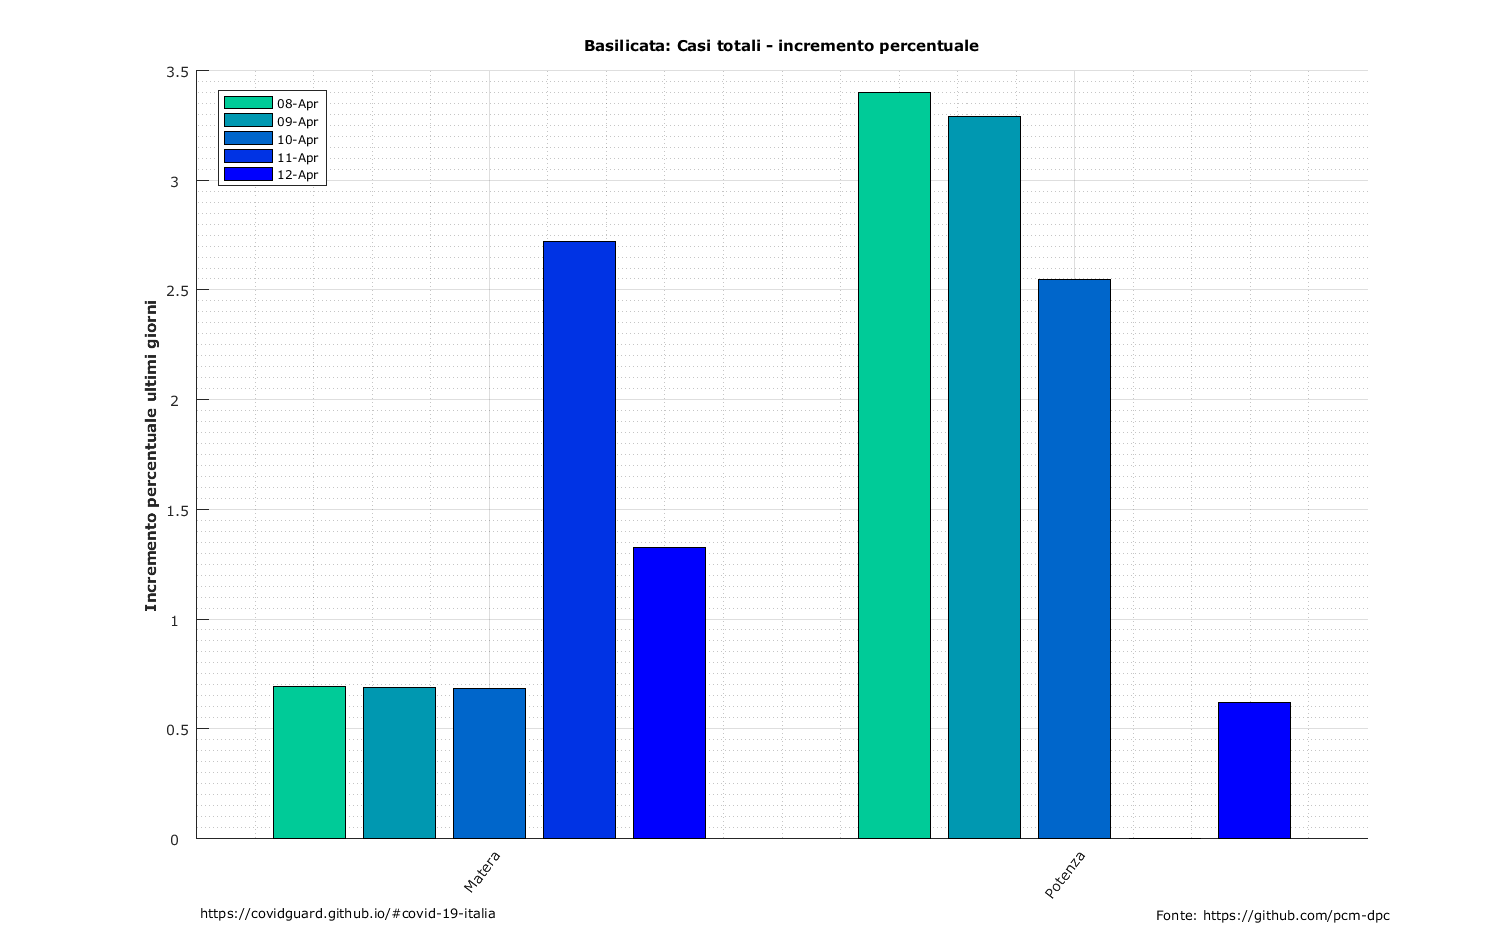 Basilicata: Casi totali - incremento percentuale
3.5
3
2.5
2
1.5
1
0.5
0
08-Apr
09-Apr
10-Apr
11-Apr
12-Apr
Incremento percentuale ultimi giorni
Matera
Potenza
https://covidguard.github.io/#covid-19-italia
Fonte: https://github.com/pcm-dpc